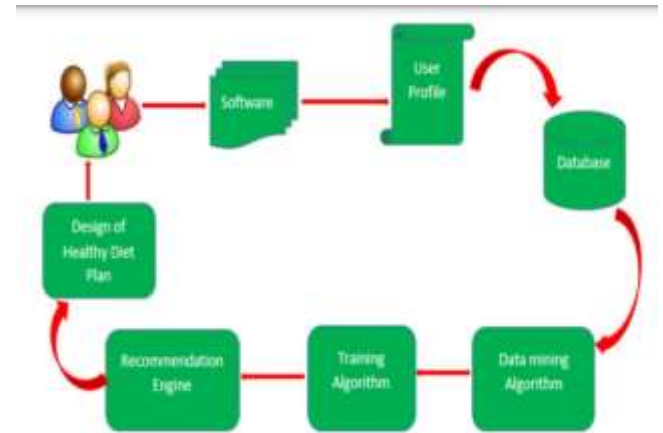 Software
User
Profile
Database
Design of
Healthy Diet
Plan
Recommendation
Engine
Training
Algorithm
Data mining
Algorithm